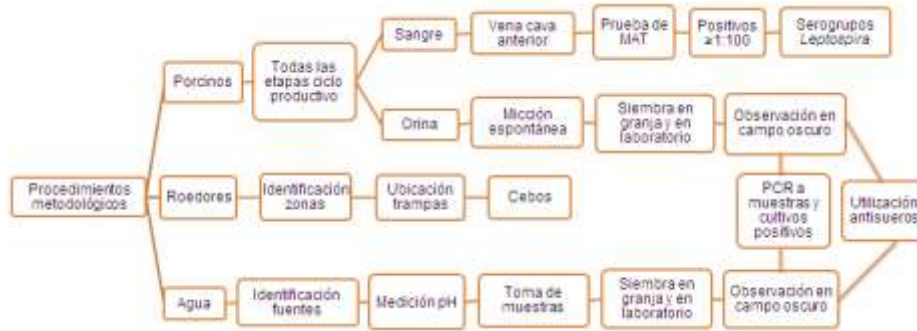 Procedimientos
metodológicos
Porcinos
Todas las
etapas ciclo
productivo
Sangre
Vena cava
anterior
Prueba de
MAT
Positivos
≥1:100
Serogrupos
Leptospira
Orina
Micción
espontánea
Siembra en
granja y en
laboratorio
Observación en
campo oscuro
Roedores
Identificación
zonas
Ubicación
trampas
Cebos
PCR a
muestras y
cultivos
positivos
Utilización
antisueros
Agua
Identificación
fuentes
Medición pH
Toma de
muestras
Siembra en
granja y en
laboratorio
Observación en
campo oscuro